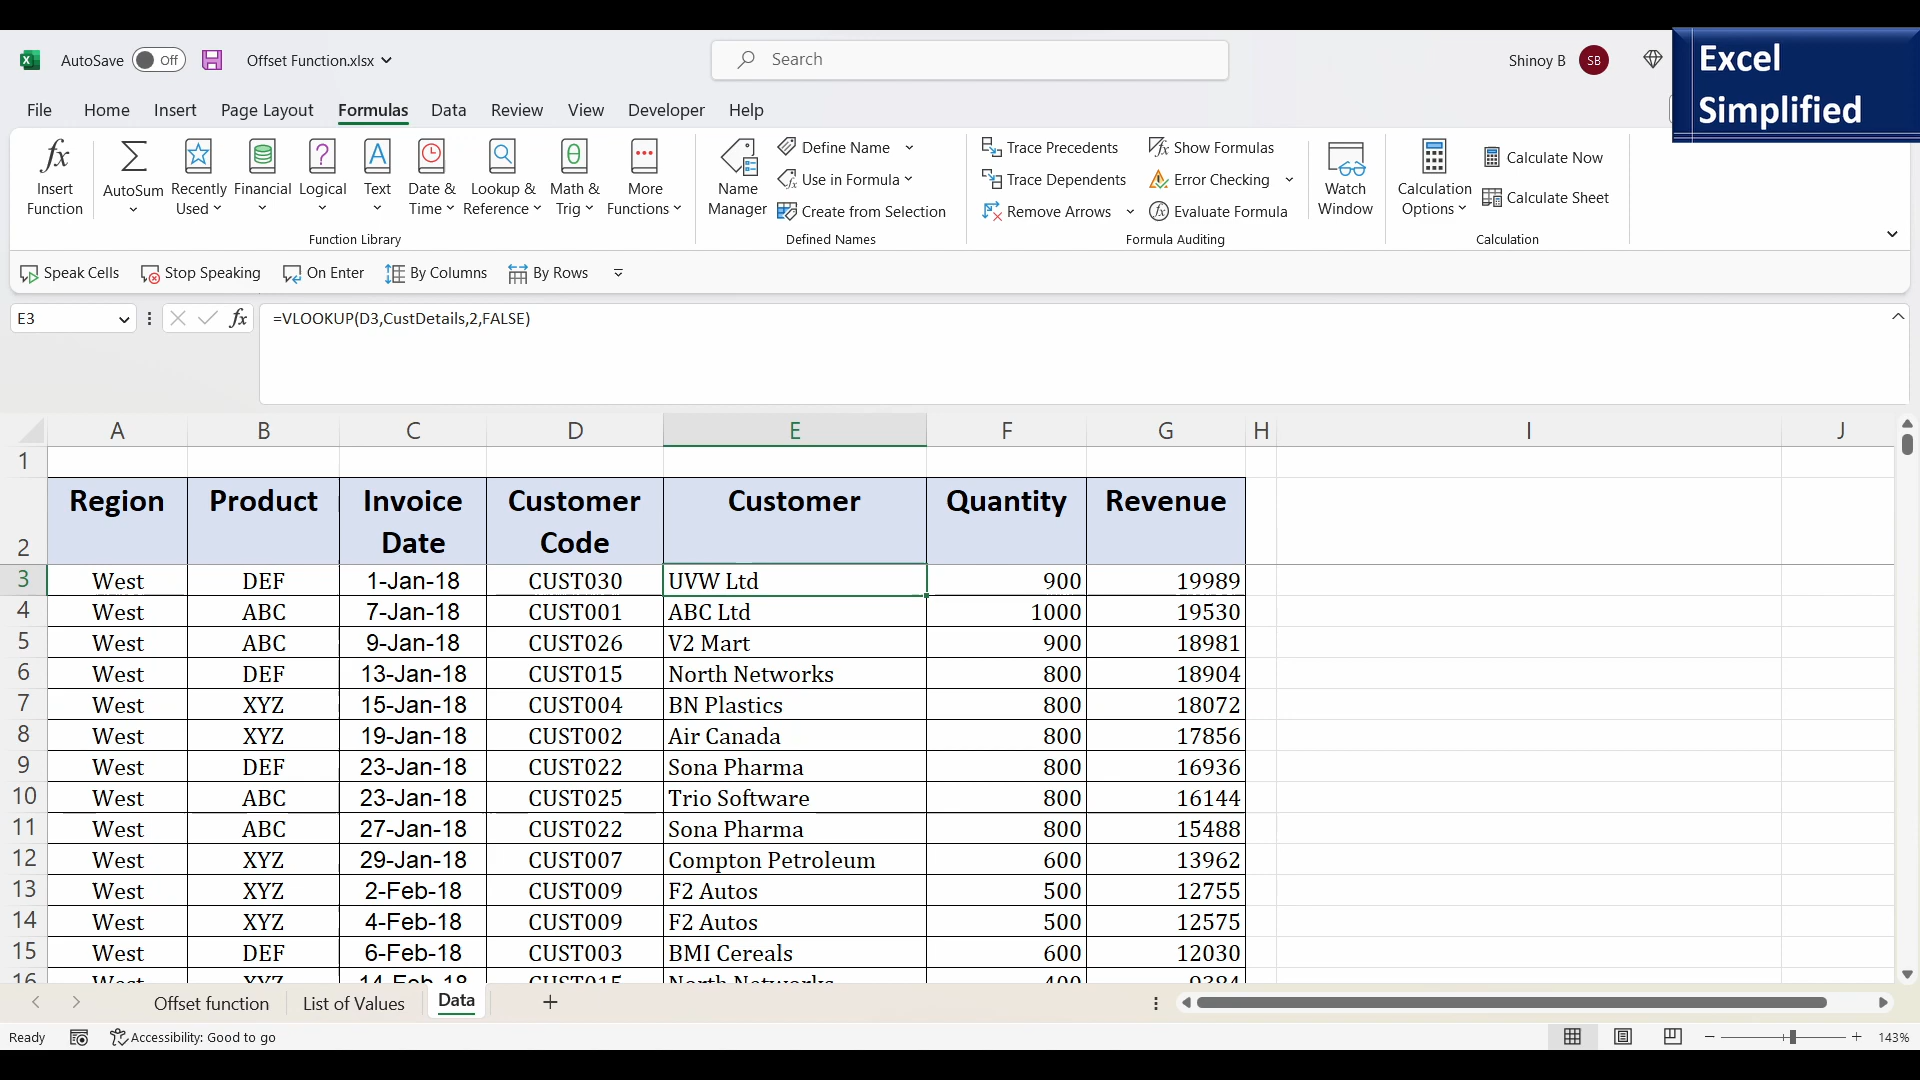 AutoSave Off Offset Function.xlsx Search Shinoy B SB
Excel
Simplified
File Home Insert Page Layout Formulas Data Review View Developer Help
Insert Function
AutoSum
Recently Used
Financial
Logical
Text
Date & Time
Lookup & Reference
Math & Trig
More Functions
Function Library
Name Manager
Define Name
Use in Formula
Create from Selection
Defined Names
Trace Precedents
Trace Dependents
Remove Arrows
Show Formulas
Error Checking
Evaluate Formula
Formula Auditing
Watch Window
Calculation Options
Calculate Now
Calculate Sheet
Calculation
Speak Cells Stop Speaking On Enter By Columns By Rows
E3 fx =VLOOKUP(D3,CustDetails,2,FALSE)
A B C D E F G H I J
1
2 Region Product Invoice Date Customer Code Customer Quantity Revenue
3 West DEF 1-Jan-18 CUST030 UVW Ltd 900 19989
4 West ABC 7-Jan-18 CUST001 ABC Ltd 1000 19530
5 West ABC 9-Jan-18 CUST026 V2 Mart 900 18981
6 West DEF 13-Jan-18 CUST015 North Networks 800 18904
7 West XYZ 15-Jan-18 CUST004 BN Plastics 800 18072
8 West XYZ 19-Jan-18 CUST002 Air Canada 800 17856
9 West DEF 23-Jan-18 CUST022 Sona Pharma 800 16936
10 West ABC 23-Jan-18 CUST025 Trio Software 800 16144
11 West ABC 27-Jan-18 CUST022 Sona Pharma 800 15488
12 West XYZ 29-Jan-18 CUST007 Compton Petroleum 600 13962
13 West XYZ 2-Feb-18 CUST009 F2 Autos 500 12755
14 West XYZ 4-Feb-18 CUST009 F2 Autos 500 12575
15 West DEF 6-Feb-18 CUST003 BMI Cereals 600 12030
16 West XYZ 14-Feb-18 CUST015 North Networks 400 9384
Offset function List of Values Data
Ready Accessibility: Good to go 143%